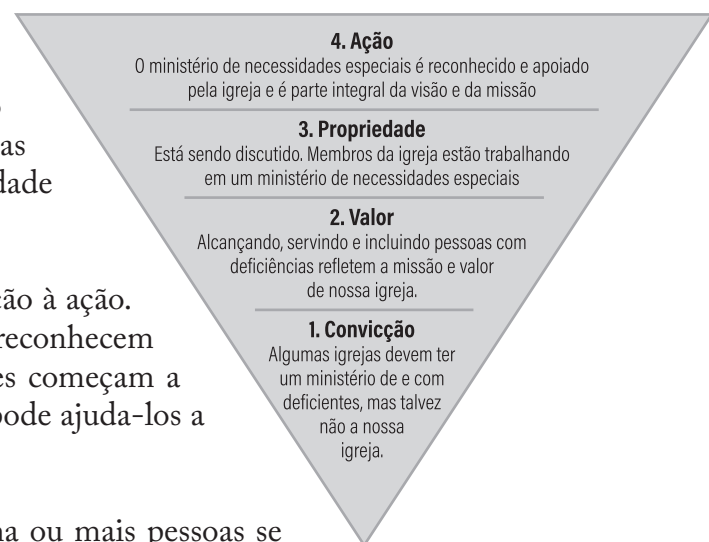 4. Ação
O ministério de necessidades especiais é reconhecido e apoiado
pela igreja e é parte integral da visão e da missão
3. Propriedade
Está sendo discutido. Membros da igreja estão trabalhando
em um ministério de necessidades especiais
2. Valor
Alcançando, servindo e incluindo pessoas com
deficiências refletem a missão e valor
de nossa igreja.
1. Convicção
Algumas igrejas devem ter
um ministério de e com
deficientes, mas talvez
não a nossa
igreja.
as
dade
ção à ação.
reconhecem
es começam a
pode ajuda-los a
na ou mais pessoas se